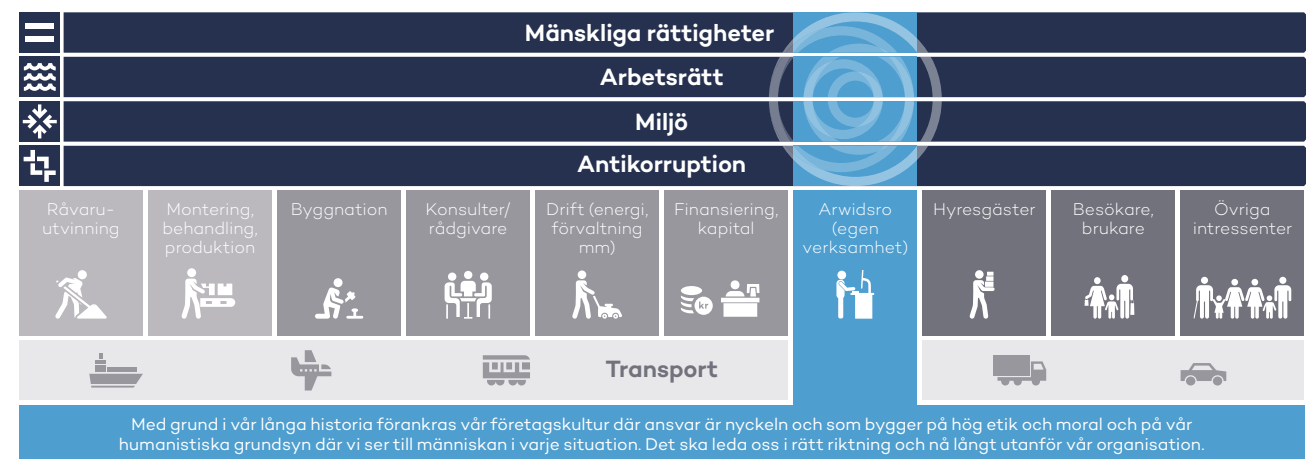 Mänskliga rättigheter
Arbetsrätt
Miljö
Antikorruption
Råvaru-
utvinning
Montering,
behandling,
produktion
Byggnation
Konsulter/
rådgivare
Drift (energi,
förvaltning
mm)
Finansiering,
kapital
Arwidsro
(egen
verksamhet)
Hyresgäster
Besökare,
brukare
Övriga
intressenter
kr
Transport
Med grund i vår långa historia förankras vår företagskultur där ansvar är nyckeln och som bygger på hög etik och moral och på vår
humanistiska grundsyn där vi ser till människan i varje situation. Det ska leda oss i rätt riktning och nå långt utanför vår organisation.